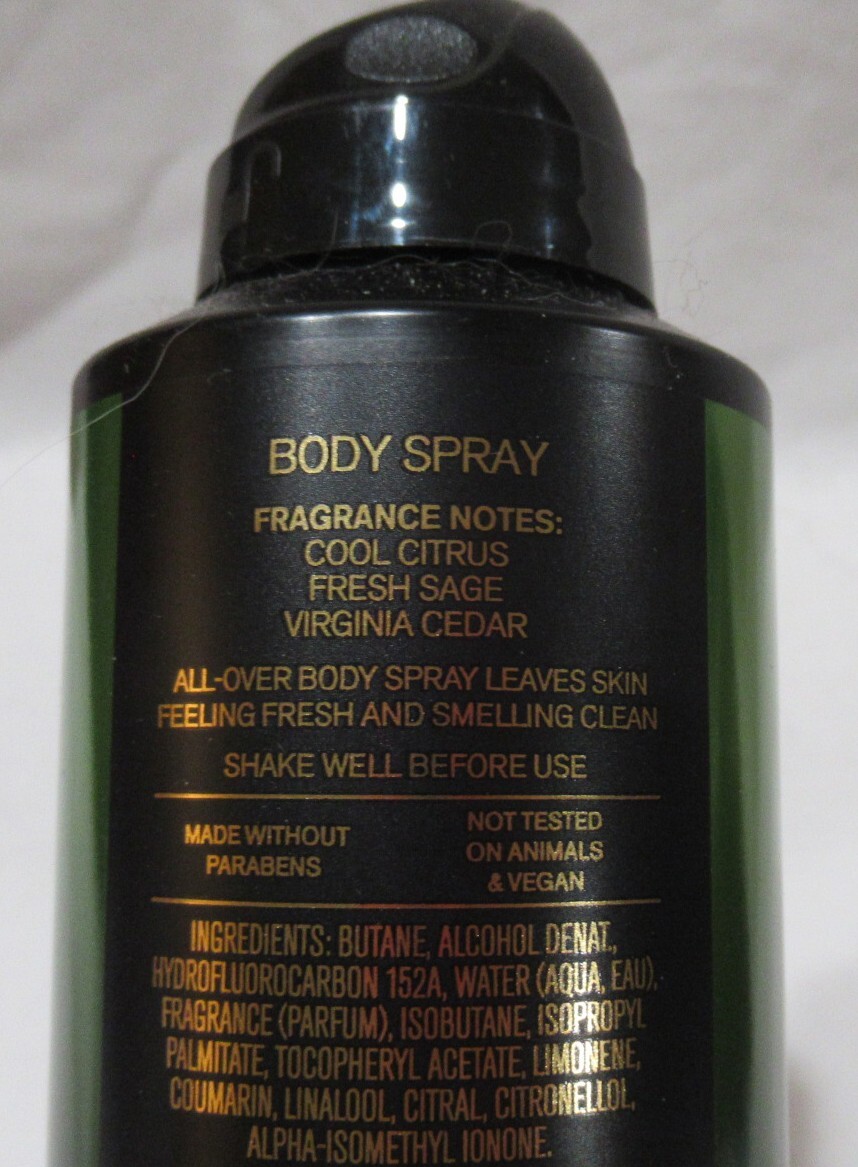 BODY SPRAY
FRAGRANCE NOTES:
COOL CITRUS
FRESH SAGE
VIRGINIA CEDAR
ALL-OVER BODY SPRAY LEAVES SKIN
FEELING FRESH AND SMELLING CLEAN
SHAKE WELL BEFORE USE
MADE WITHOUT
PARABENS
NOT TESTED
ON ANIMALS
& VEGAN
INGREDIENTS: BUTANE, ALCOHOL DENAT.,
HYDROFLUOROCARBON 152A, WATER (AQUA, EAU),
FRAGRANCE (PARFUM), ISOBUTANE, ISOPROPYL
PALMITATE, TOCOPHERYL ACETATE, LIMONENE,
COUMARIN, LINALOOL, CITRAL, CITRONELLOL,
ALPHA-ISOMETHYL IONONE.